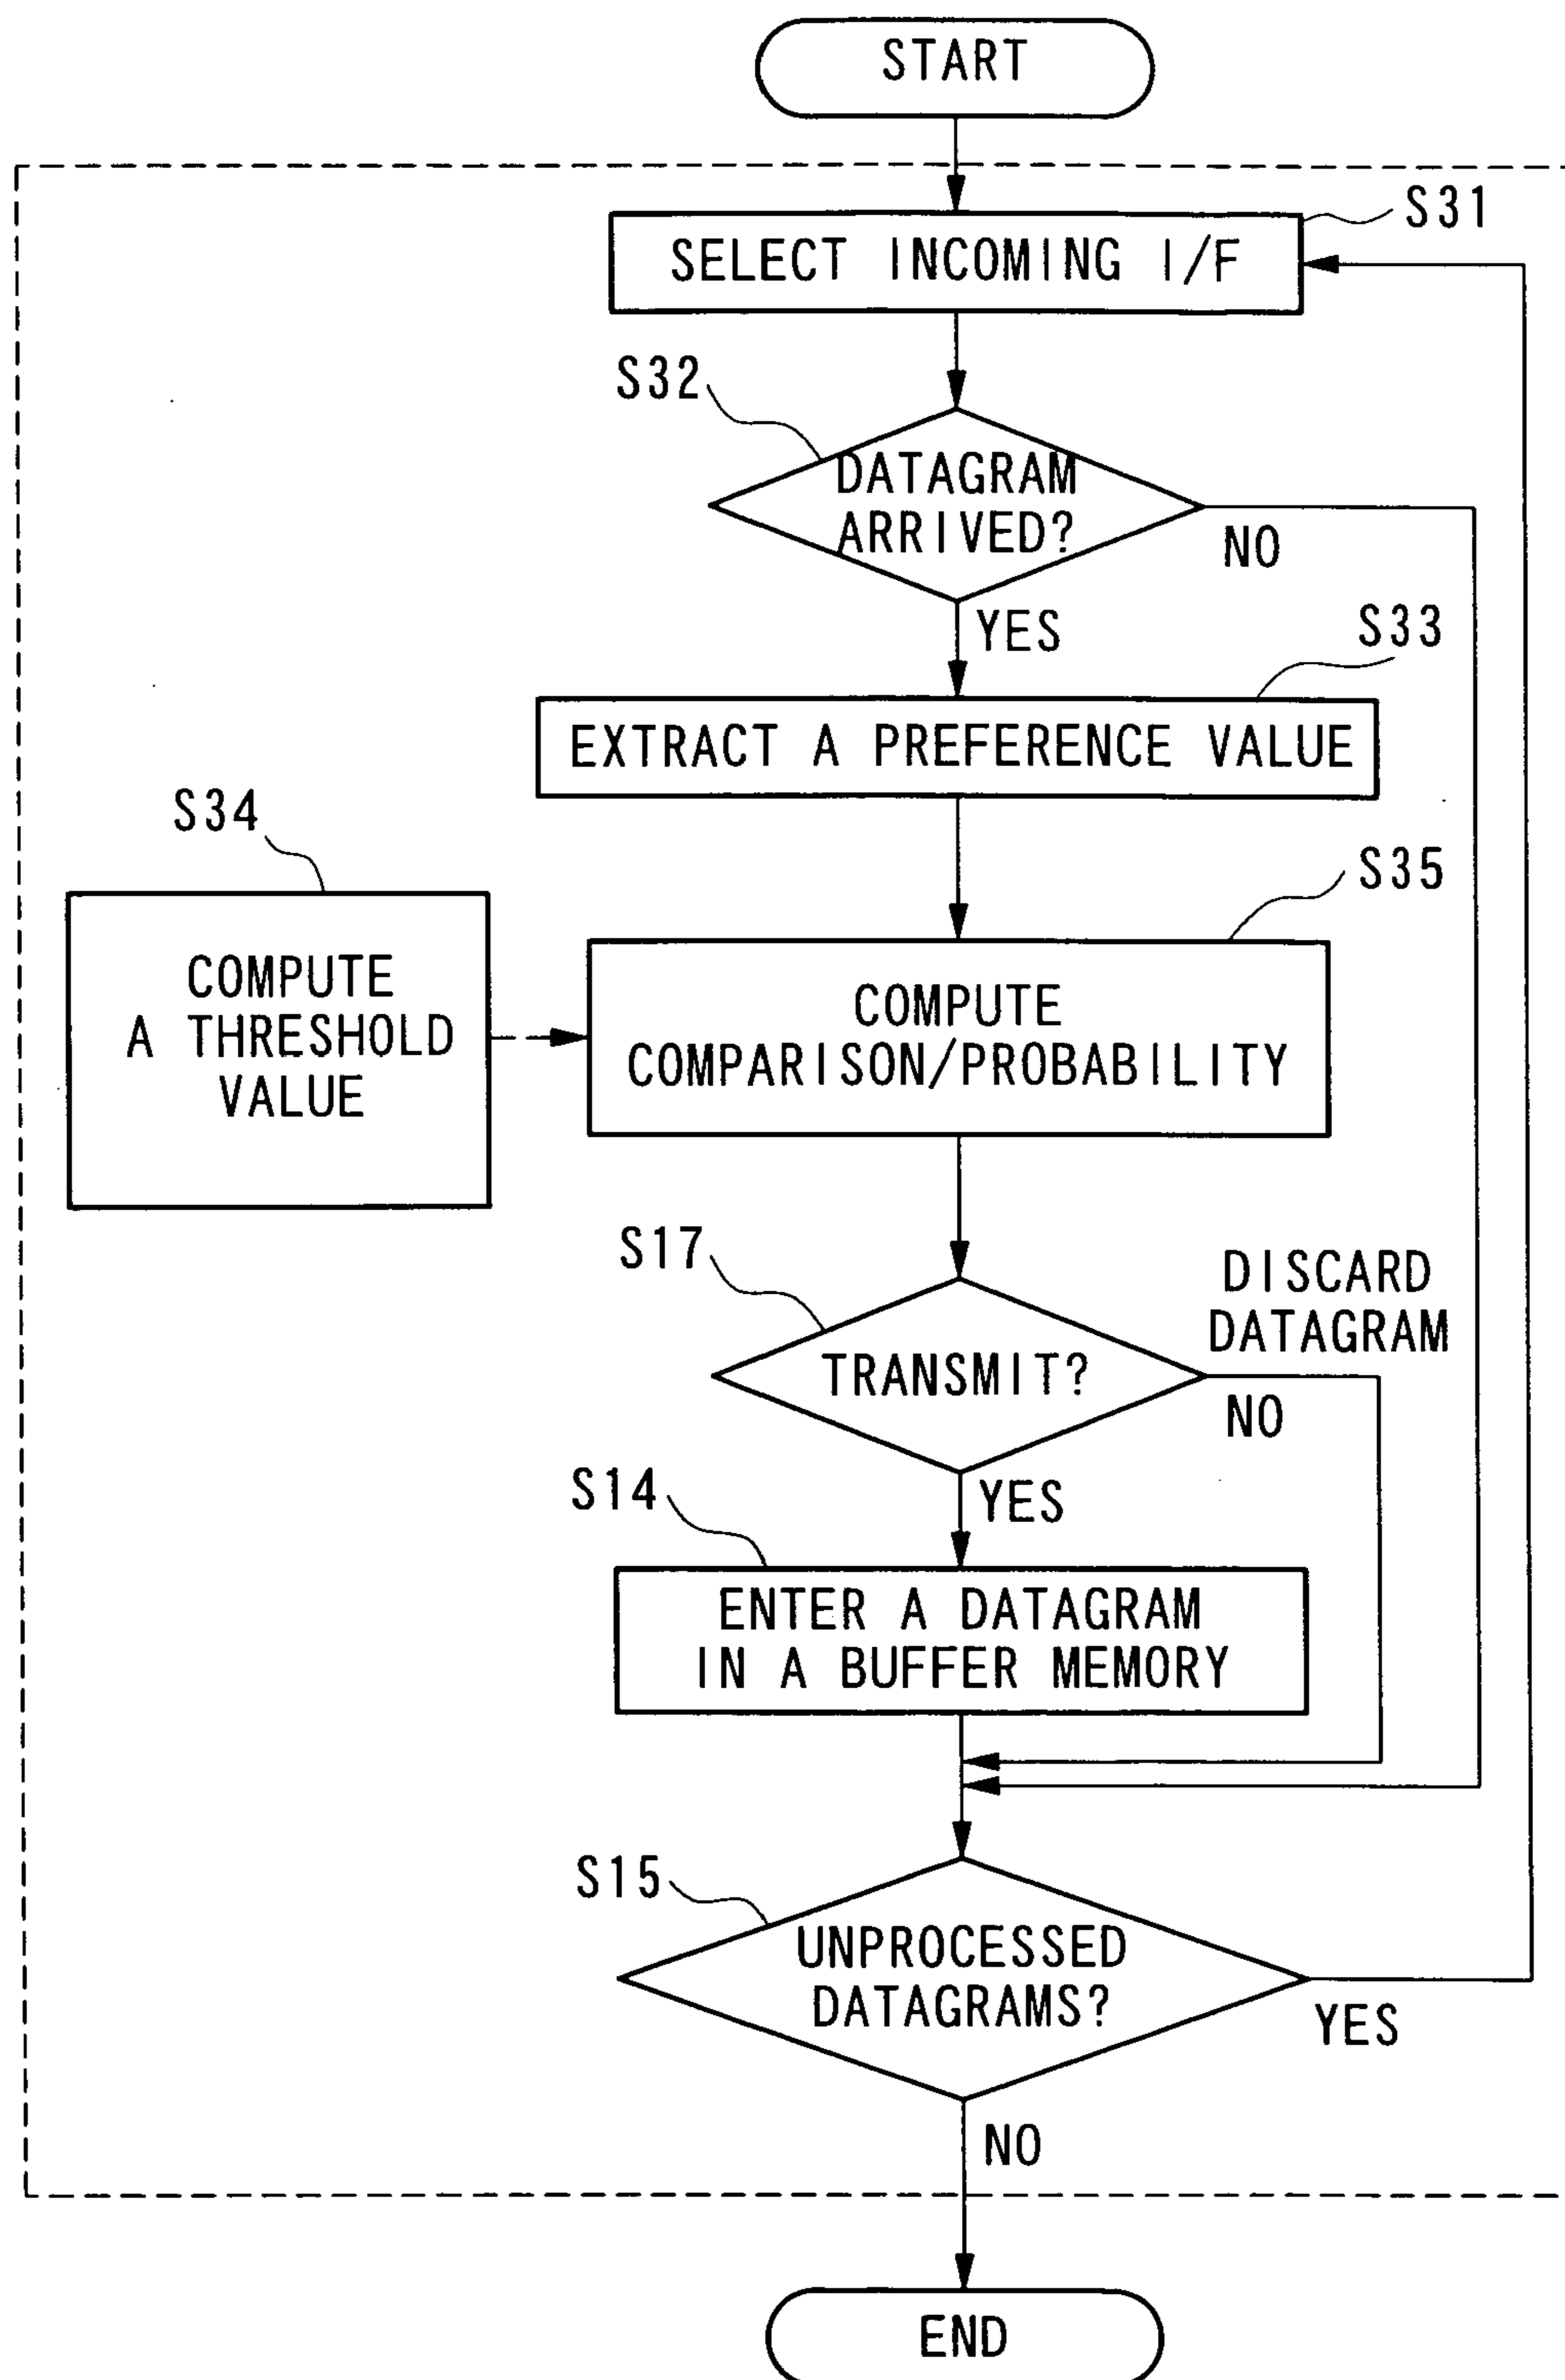 START
S31
SELECT INCOMING I/F
S32
DATAGRAM
ARRIVED?
NO
YES
S33
EXTRACT A PREFERENCE VALUE
S34
COMPUTE
A THRESHOLD
VALUE
S35
COMPUTE
COMPARISON/PROBABILITY
S17
TRANSMIT?
DISCARD
DATAGRAM
NO
YES
S14
ENTER A DATAGRAM
IN A BUFFER MEMORY
S15
UNPROCESSED
DATAGRAMS?
YES
NO
END